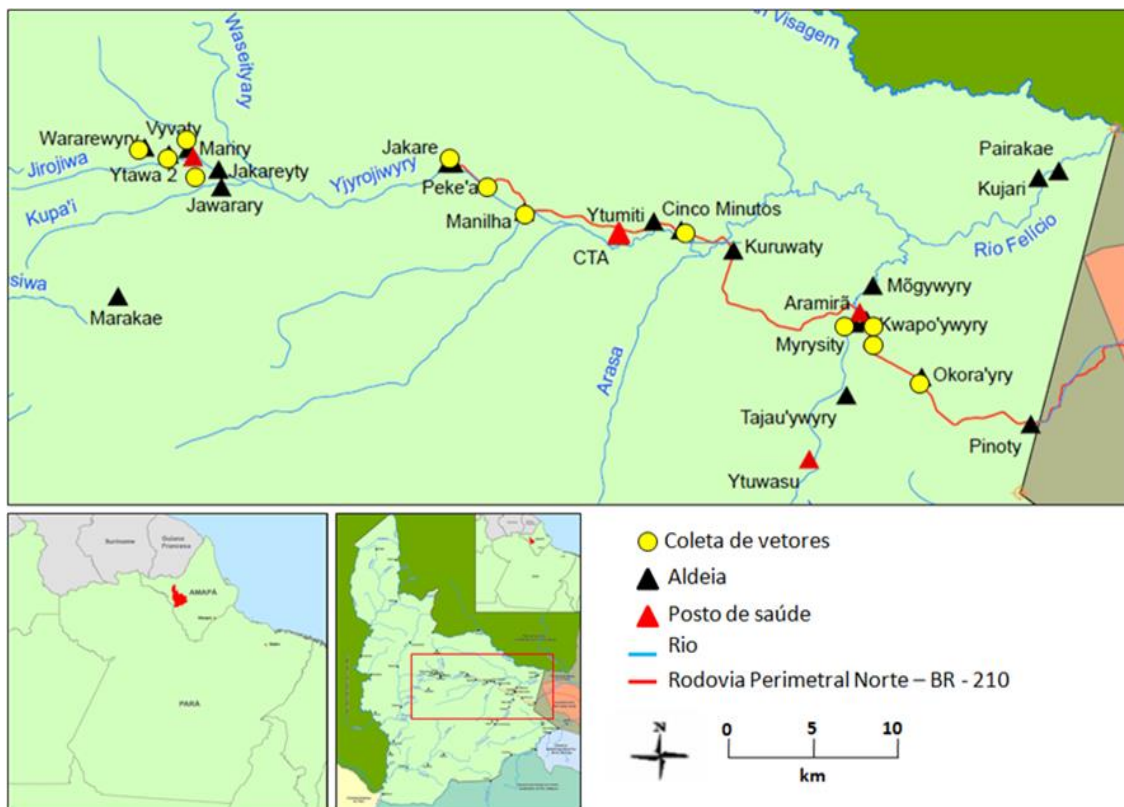 Visagem
Waseityary
Pairakae
Vyvaty
Wararewyry
Manry
Jakare
Kujari
Jirojiwa
Ytawa 2
Jakareyty
Yjyrojiwyry
Peke'a
Jawarary
Kupa'i
Manilha
Ytumiti
Cinco Minutos
Kuruwaty
CTA
Rio Felício
siwa
Marakae
Mõgywyry
Aramirã
Kwapo'ywyry
Myrysity
Arasa
Okora'yry
Tajau'ywyry
Pinoty
Ytuwasu
Suriname
Guiana
Francesa
AMAPÁ
PARÁ
Coleta de vetores
Aldeia
Posto de saúde
Rio
Rodovia Perimetral Norte – BR - 210
N
0 5 10
km